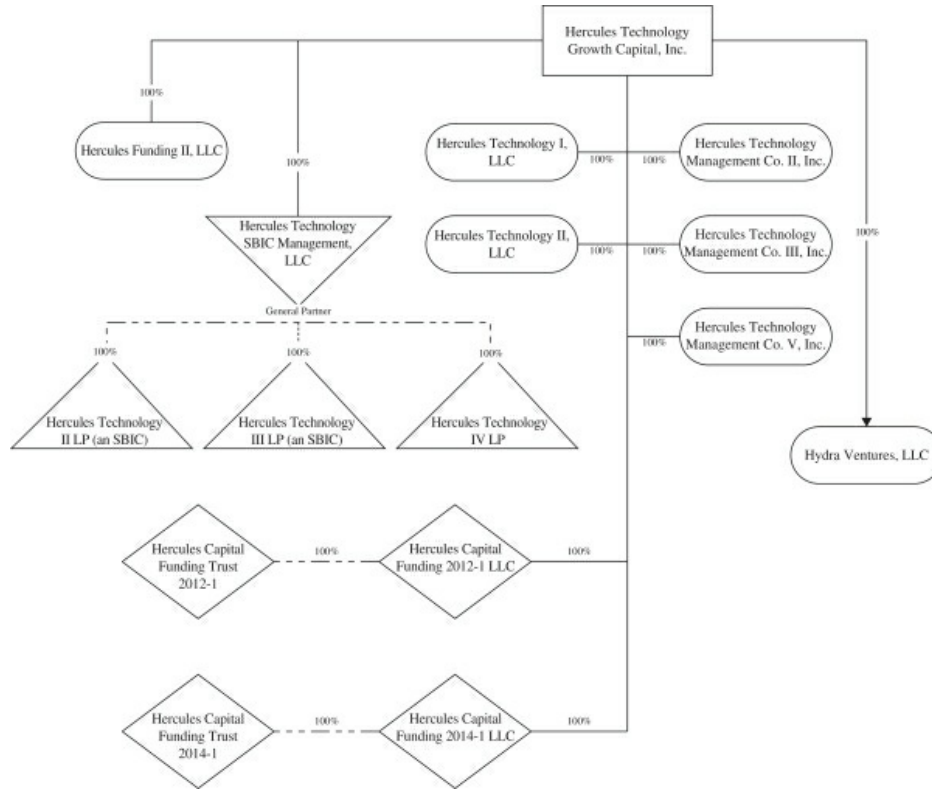 Hercules Technology
Growth Capital, Inc.
100%
Hercules Funding II, LLC
100%
Hercules Technology I,
LLC
100%
100%
Hercules Technology
Management Co. II, Inc.
Hercules Technology
SBIC Management,
LLC
Hercules Technology II,
LLC
100%
100%
Hercules Technology
Management Co. III, Inc.
100%
General Partner
100%
100%
100%
100%
Hercules Technology
Management Co. V, Inc.
Hercules Technology
II LP (an SBIC)
Hercules Technology
III LP (an SBIC)
Hercules Technology
IV LP
Hydra Ventures, LLC
Hercules Capital
Funding Trust
2012-1
100%
Hercules Capital
Funding 2012-1 LLC
100%
Hercules Capital
Funding Trust
2014-1
100%
Hercules Capital
Funding 2014-1 LLC
100%